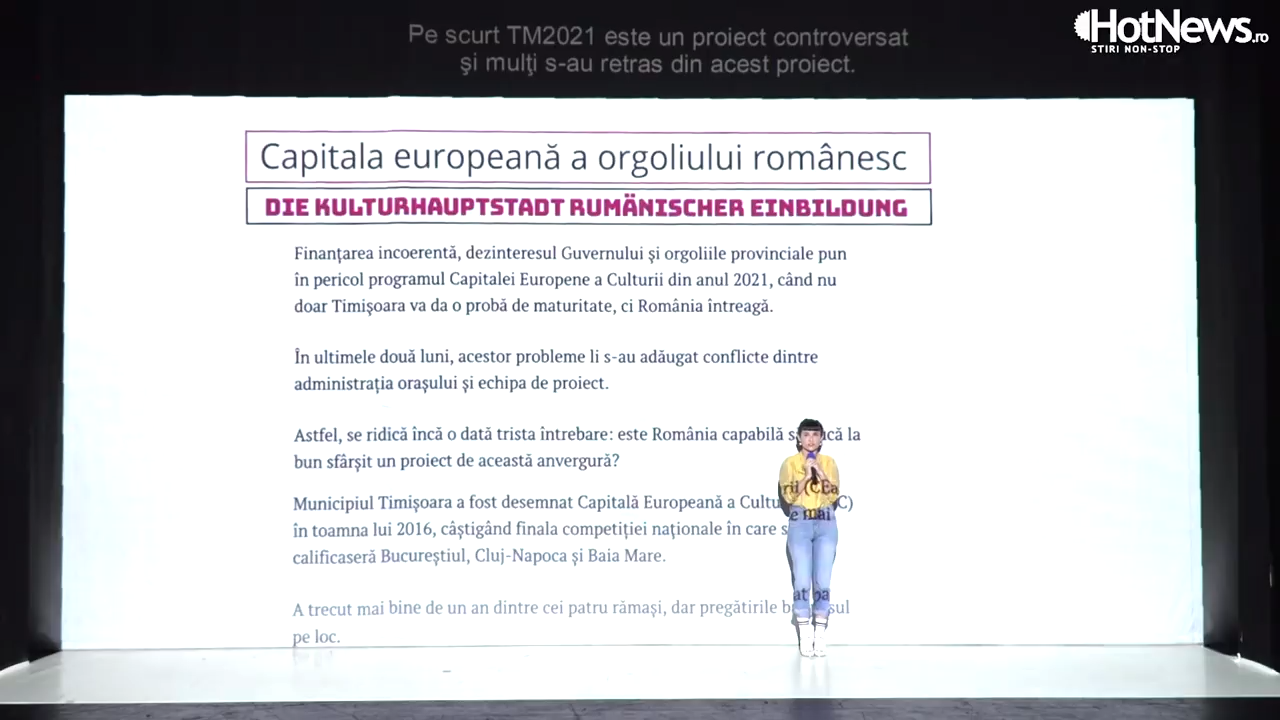 Pe scurt TM2021 este un proiect controversat
şi mulţi s-au retras din acest proiect.
HotNews.ro
STIRI NON-STOP
Capitala europeană a orgoliului românesc
DIE KULTURHAUPTSTADT RUMÄNISCHER EINBILDUNG
Finanțarea incoerentă, dezinteresul Guvernului și orgoliile provinciale pun
în pericol programul Capitalei Europene a Culturii din anul 2021, când nu
doar Timișoara va da o probă de maturitate, ci România întreagă.
În ultimele două luni, acestor probleme li s-au adăugat conflicte dintre
administrația orașului și echipa de proiect.
Astfel, se ridică încă o dată trista întrebare: este România capabilă la
bun sfârșit un proiect de această anvergură?
Municipiul Timișoara a fost desemnat Capitală Europeană a
în toamna lui 2016, câștigând finala competiției naționale în care
calificaseră Bucureștiul, Cluj-Napoca și Baia Mare.
A trecut mai bine de un an dintre cei patru rămași, dar pregătirile
pe loc.